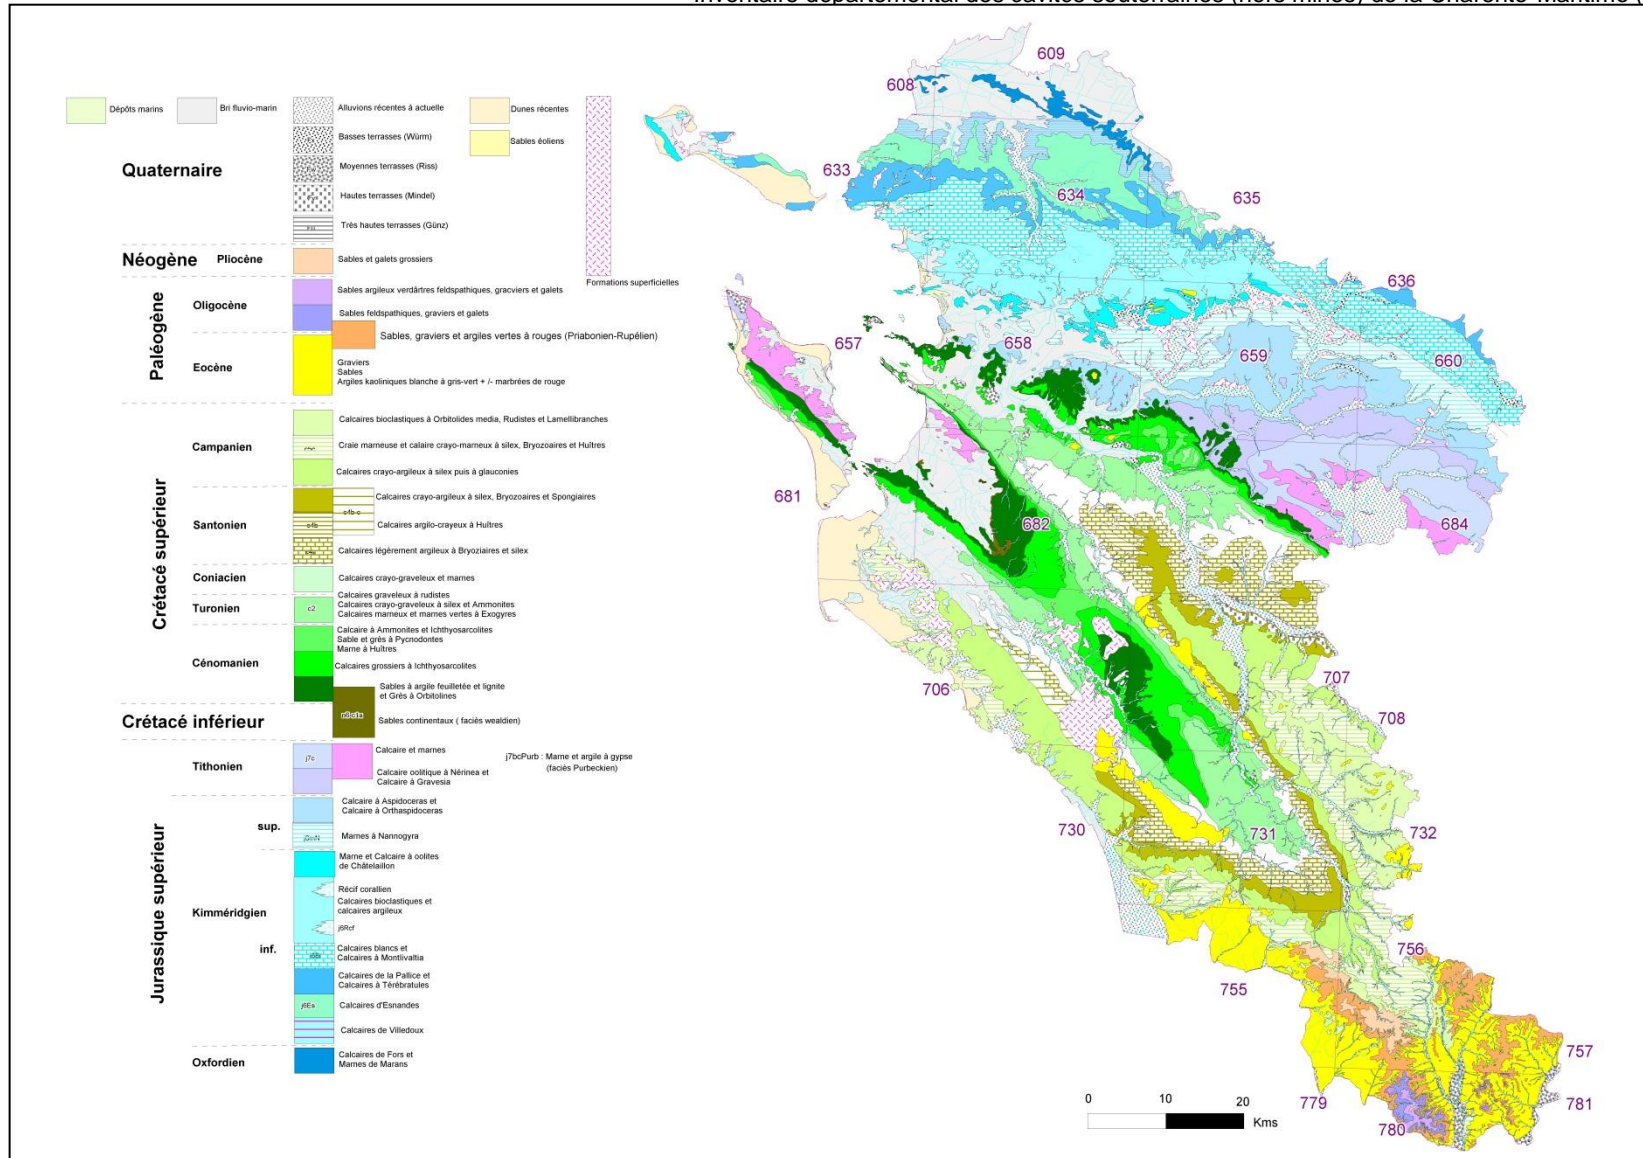 Inventaire départemental des cavités souterraines (hors mines) de la Charente-Maritime (
Dépôts marins
Bri fluvio-marin
Alluvions récentes à actuelle
Dunes récentes
Basses terrasses (Würm)
Sables éoliens
Quaternaire
Moyennes terrasses (Riss)
Hautes terrasses (Mindel)
Très hautes terrasses (Günz)
Formations superficielles
Néogène
Pliocène
Sables et galets grossiers
Paléogène
Oligocène
Sables argileux verdârtres feldspathiques, gracviers et galets
Sables feldspathiques, graviers et galets
Sables, graviers et argiles vertes à rouges (Priabonien-Rupélien)
Eocène
Graviers
Sables
Argiles kaoliniques blanche à gris-vert + /- marbrées de rouge
Crétacé supérieur
Campanien
Calcaires bioclastiques à Orbitolides media, Rudistes et Lamellibranches
Craie marneuse et calaire crayo-marneux à silex, Bryozoaires et Huîtres
Calcaires crayo-argileux à silex puis à glauconies
Santonien
Calcaires crayo-argileux à silex, Bryozoaires et Spongiaires
c4b-c
c4b
Calcaires argilo-crayeux à Huîtres
Calcaires légèrement argileux à Bryoziaires et silex
Coniacien
Calcaires crayo-graveleux et marnes
Turonien
c2
Calcaires graveleux à rudistes
Calcaires crayo-graveleux à silex et Ammonites
Calcaires marneux et marnes vertes à Exogyres
Cénomanien
Calcaire à Ammonites et Ichthyosarcolites
Sable et grès à Pycnodontes
Marne à Huîtres
Calcaires grossiers à Ichthyosarcolites
Sables à argile feuilletée et lignite
et Grès à Orbitolines
Crétacé inférieur
n6-c1a
Sables continentaux ( faciès wealdien)
Jurassique supérieur
Tithonien
j7c
Calcaire et marnes
j7bcPurb : Marne et argile à gypse
(faciès Purbeckien)
Calcaire oolitique à Nérinea et
Calcaire à Gravesia
Kimméridgien
sup.
Calcaire à Aspidoceras et
Calcaire à Orthaspidoceras
Marnes à Nannogyra
inf.
Marne et Calcaire à oolites
de Châtelaillon
Récif corallien
Calcaires bioclastiques et
calcaires argileux
j6Rcf
Calcaires blancs et
Calcaires à Montlivaltia
Calcaires de la Pallice et
Calcaires à Térébratules
j6Es
Calcaires d'Esnandes
Calcaires de Villedoux
Oxfordien
Calcaires de Fors et
Marnes de Marans
608
609
633
634
635
636
657
658
659
660
681
682
684
706
707
708
730
731
732
755
756
757
779
780
781
0 10 20
Kms